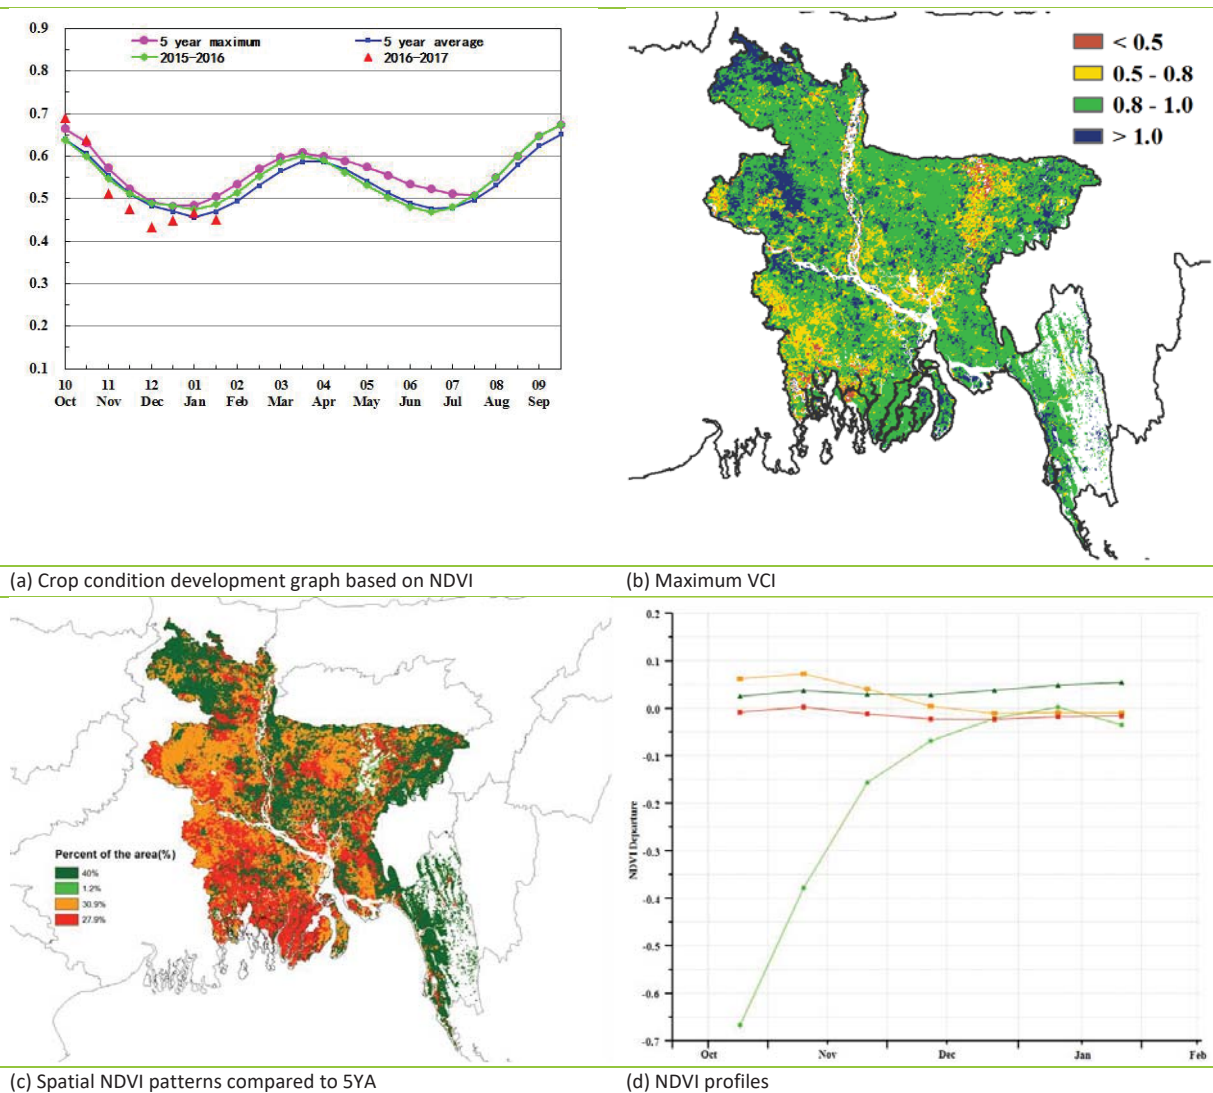 0.9
0.8
0.7
0.6
0.5
0.4
0.3
0.2
0.1
5 year maximum
5 year average
2015-2016
2016-2017
10 11 12 01 02 03 04 05 06 07 08 09
Oct Nov Dec Jan Feb Mar Apr May Jun Jul Aug Sep
< 0.5
0.5 - 0.8
0.8 - 1.0
> 1.0
(a) Crop condition development graph based on NDVI
(b) Maximum VCI
Percent of the area(%)
40%
1.2%
30.9%
27.9%
0.2
0.1
0.0
-0.1
-0.2
-0.3
-0.4
-0.5
-0.6
-0.7
NDVI Departure
Oct Nov Dec Jan Feb
(c) Spatial NDVI patterns compared to 5YA
(d) NDVI profiles